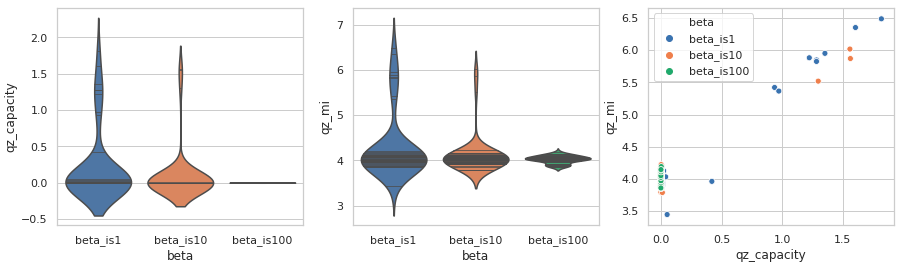 2.0
1.5
1.0
0.5
0.0
−0.5
qz_capacity
beta_is1 beta_is10 beta_is100
beta
7
6
5
4
3
qz_mi
beta_is1 beta_is10 beta_is100
beta
6.5
6.0
5.5
5.0
4.5
4.0
3.5
qz_mi
beta
beta_is1
beta_is10
beta_is100
0.0 0.5 1.0 1.5
qz_capacity